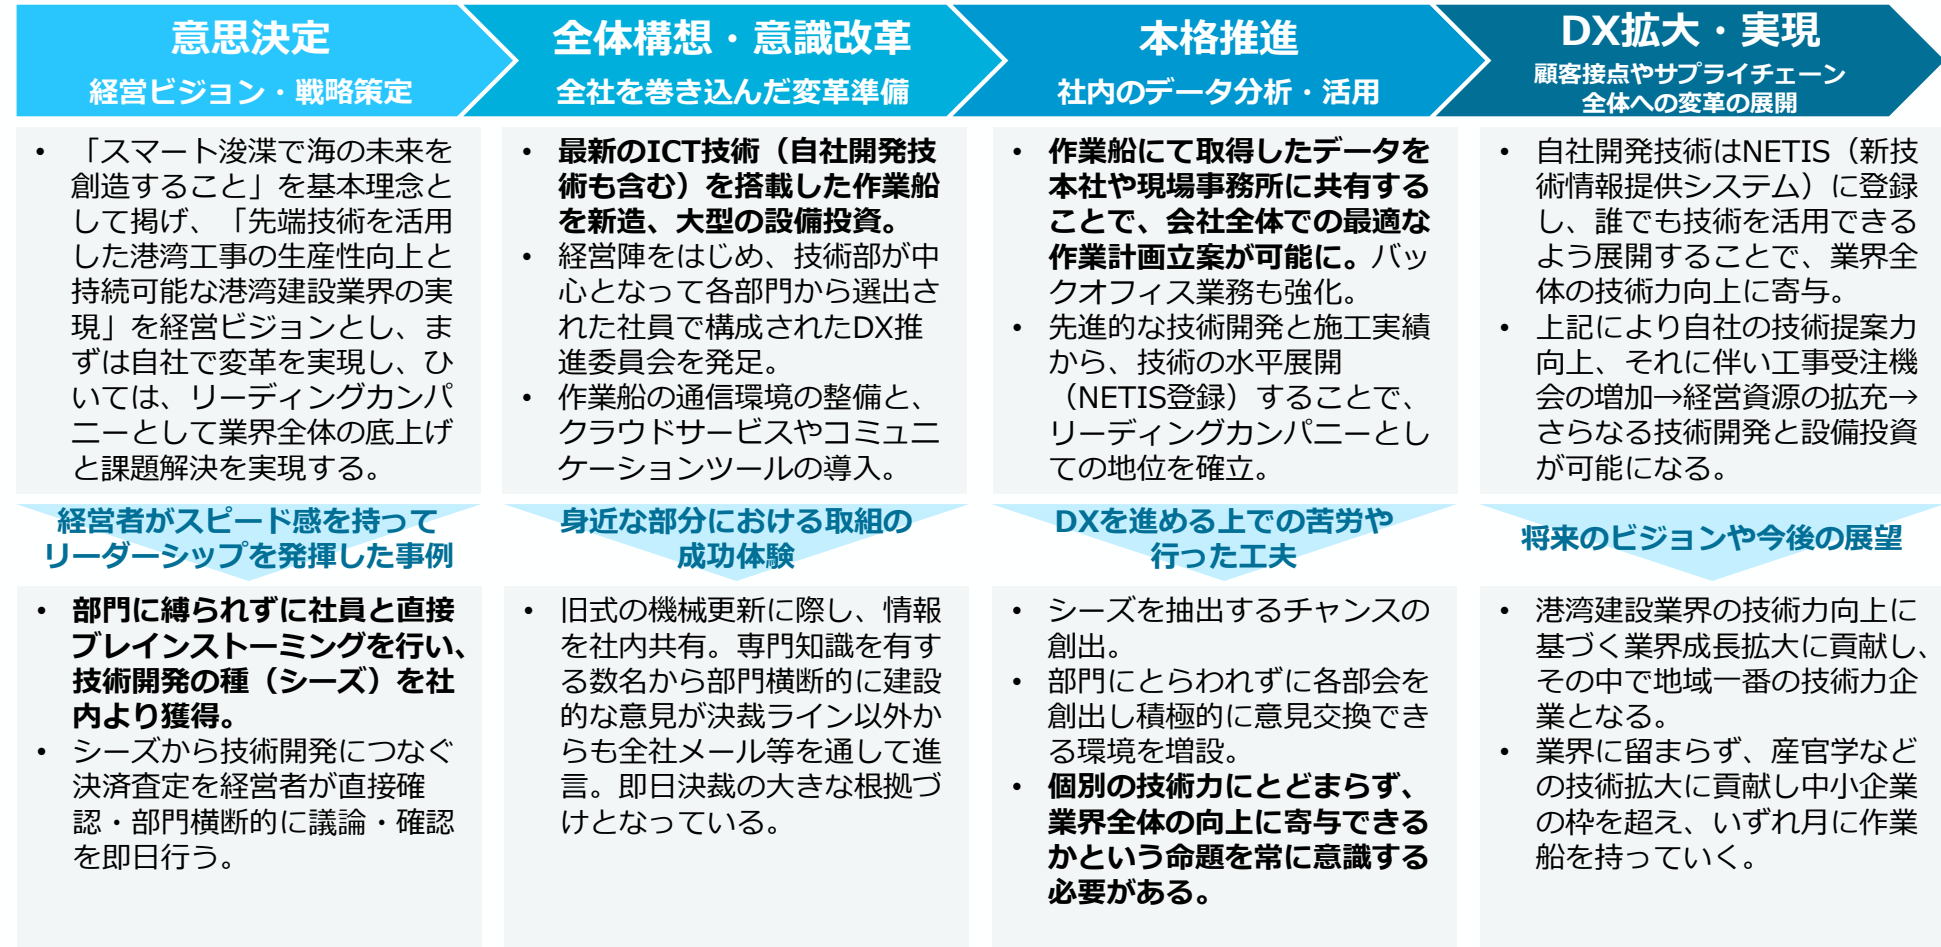 意思決定
経営ビジョン・戦略策定
全体構想・意識改革
全社を巻き込んだ変革準備
本格推進
社内のデータ分析・活用
DX拡大・実現
顧客接点やサプライチェーン
全体への変革の展開
• 「スマート浚渫で海の未来を
創造すること」を基本理念と
して掲げ、「先端技術を活用
した港湾工事の生産性向上と
持続可能な港湾建設業界の実
現」を経営ビジョンとし、ま
ずは自社で変革を実現し、ひ
いては、リーディングカンパ
ニーとして業界全体の底上げ
と課題解決を実現する。
• 最新のICT技術（自社開発技
術も含む）を搭載した作業船
を新造、大型の設備投資。
• 経営陣をはじめ、技術部が中
心となって各部門から選出さ
れた社員で構成されたDX推
進委員会を発足。
• 作業船の通信環境の整備と、
クラウドサービスやコミュニ
ケーションツールの導入。
• 作業船にて取得したデータを
本社や現場事務所に共有する
ことで、会社全体での最適な
作業計画立案が可能に。バッ
クオフィス業務も強化。
• 先進的な技術開発と施工実績
から、技術の水平展開
（NETIS登録）することで、
リーディングカンパニーとし
ての地位を確立。
• 自社開発技術はNETIS（新技
術情報提供システム）に登録
し、誰でも技術を活用できる
よう展開することで、業界全
体の技術力向上に寄与。
• 上記により自社の技術提案力
向上、それに伴い工事受注機
会の増加→経営資源の拡充→
さらなる技術開発と設備投資
が可能になる。
経営者がスピード感を持って
リーダーシップを発揮した事例
身近な部分における取組の
成功体験
DXを進める上での苦労や
行った工夫
将来のビジョンや今後の展望
• 部門に縛られずに社員と直接
ブレインストーミングを行い、
技術開発の種（シーズ）を社
内より獲得。
• シーズから技術開発につなぐ
決済査定を経営者が直接確
認・部門横断的に議論・確認
を即日行う。
• 旧式の機械更新に際し、情報
を社内共有。専門知識を有す
る数名から部門横断的に建設
的な意見が決裁ライン以外か
らも全社メール等を通して進
言。即日決裁の大きな根拠づ
けとなっている。
• シーズを抽出するチャンスの
創出。
• 部門にとらわれずに各部会を
創出し積極的に意見交換でき
る環境を増設。
• 個別の技術力にとどまらず、
業界全体の向上に寄与できる
かという命題を常に意識する
必要がある。
• 港湾建設業界の技術力向上に
基づく業界成長拡大に貢献し、
その中で地域一番の技術力企
業となる。
• 業界に留まらず、産官学など
の技術拡大に貢献し中小企業
の枠を超え、いずれ月に作業
船を持っていく。